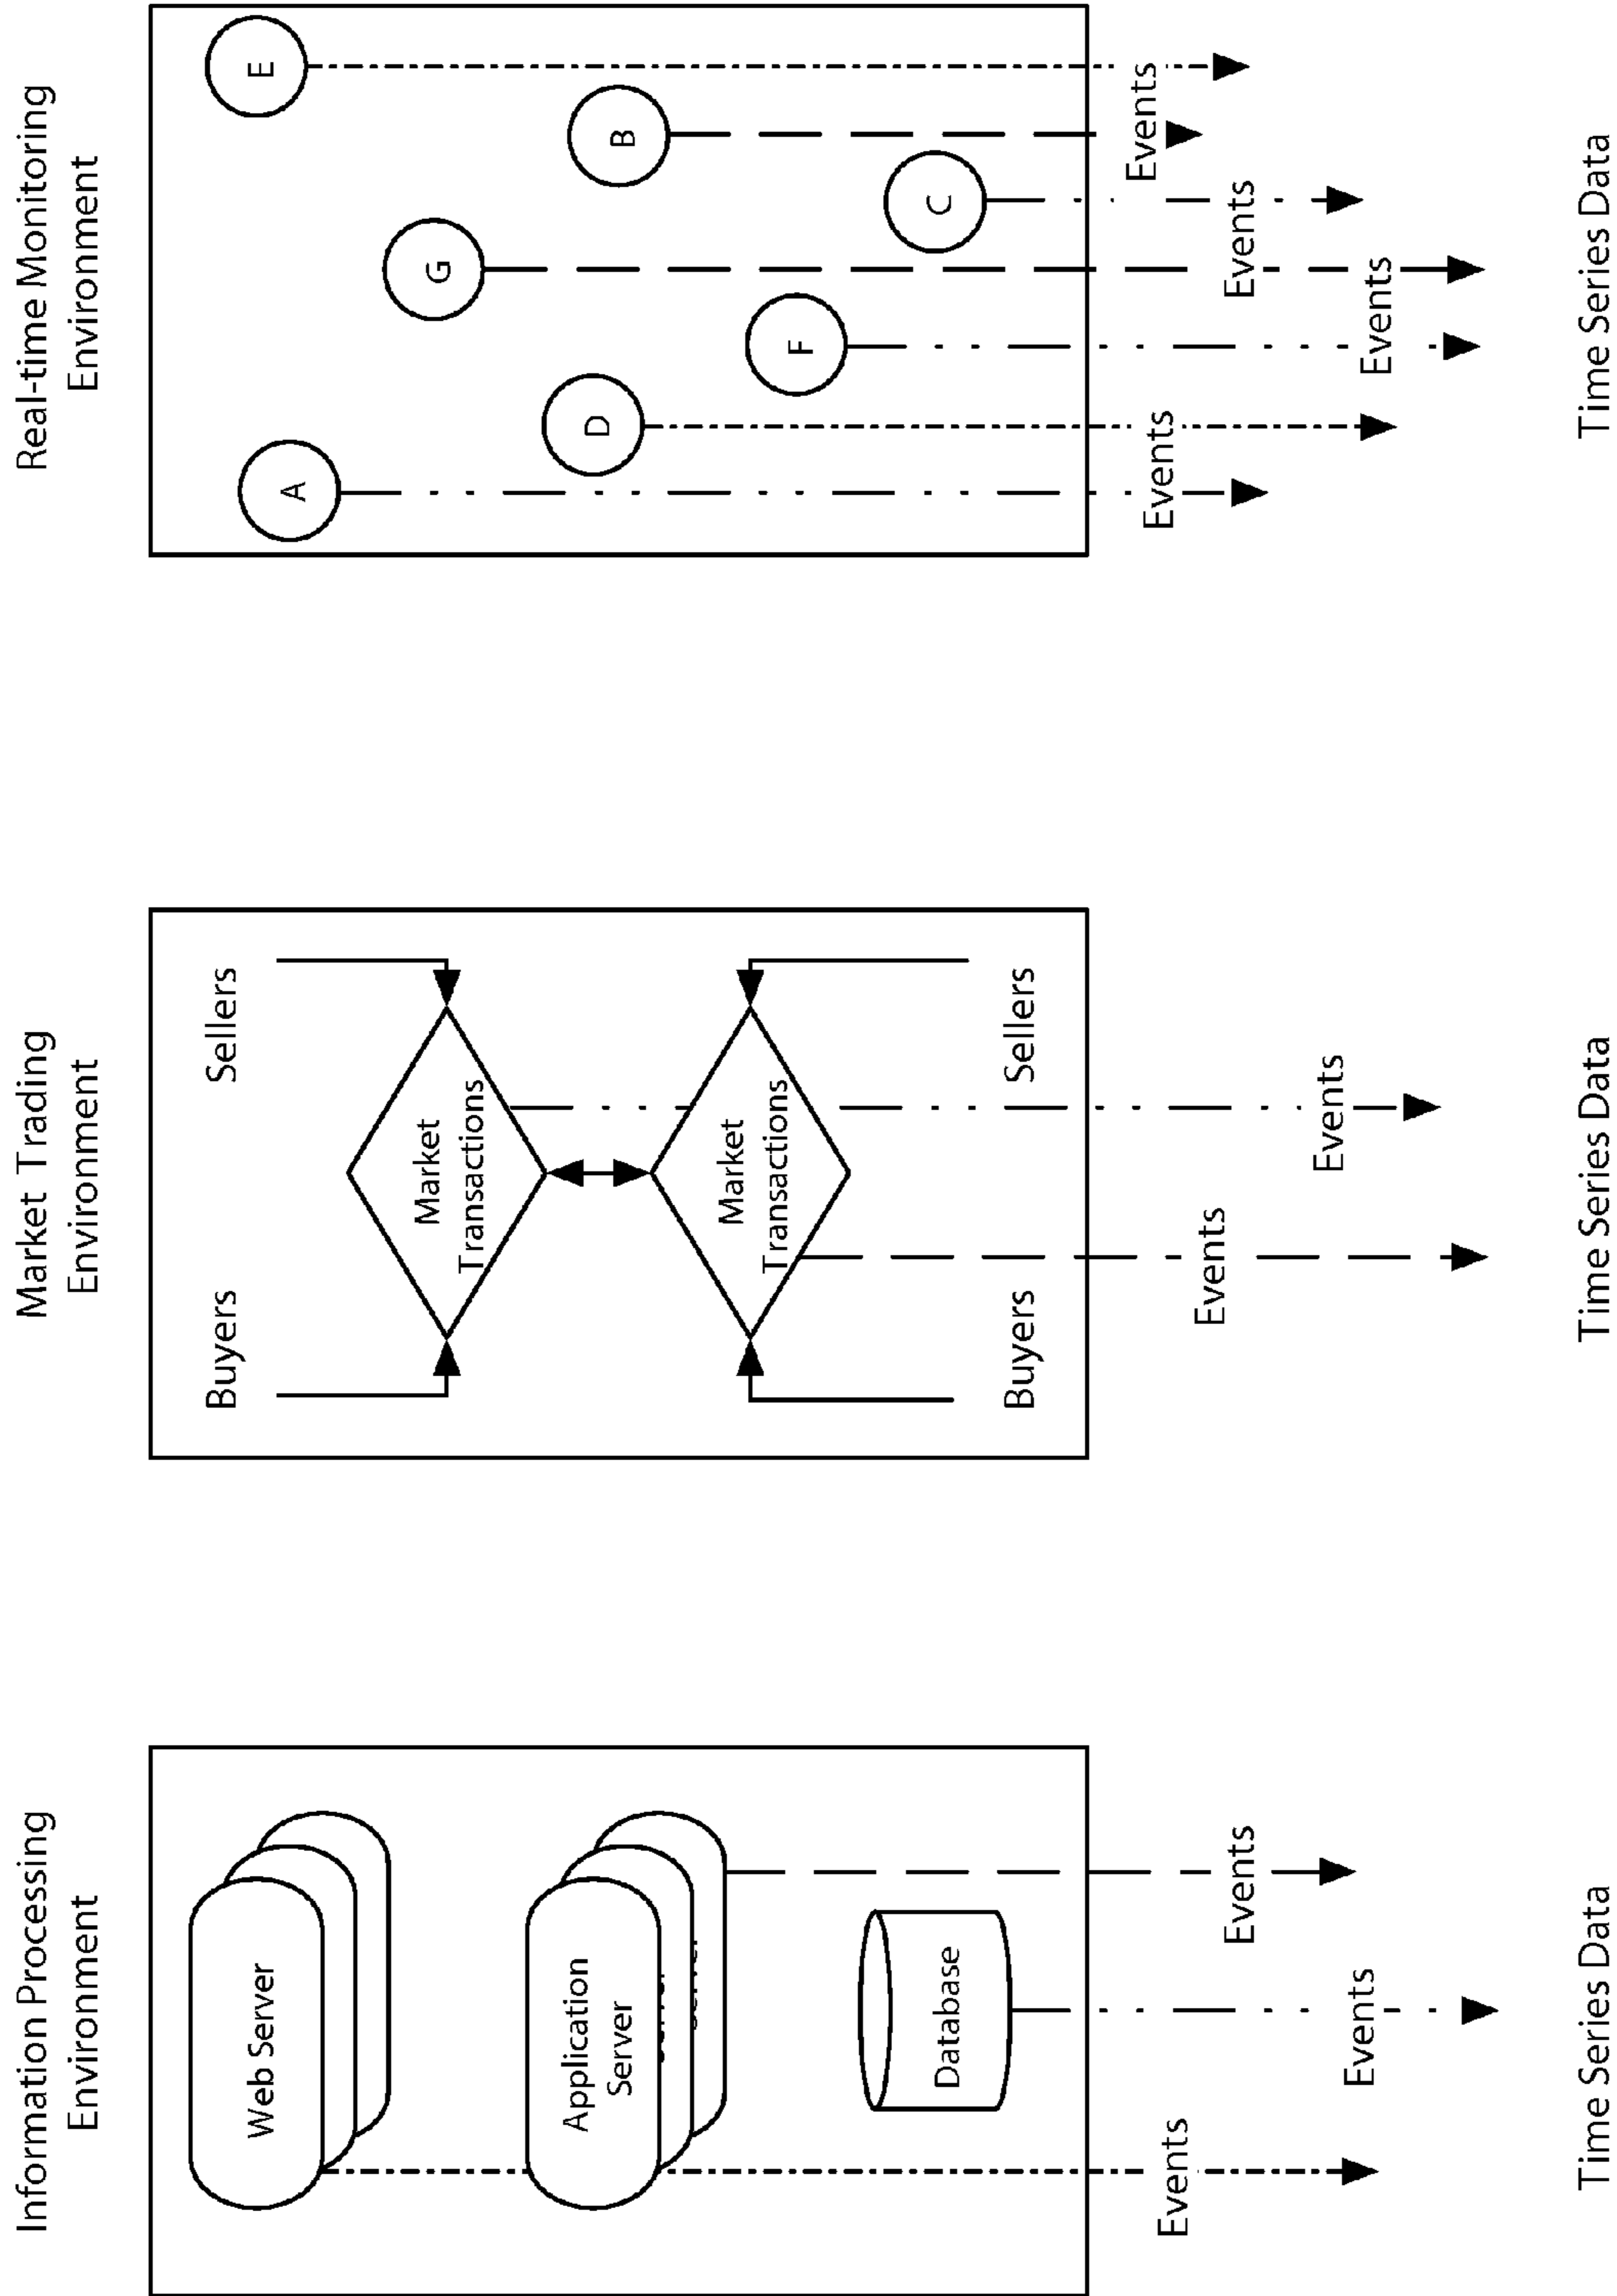 Information Processing
Environment
Web Server
Application
Server
Database
Events
Events
Events
Time Series Data
Market Trading
Environment
Buyers
Sellers
Market
Transactions
Market
Transactions
Buyers
Sellers
Events
Events
Time Series Data
Real-time Monitoring
Environment
E
A
G
D
B
F
C
Events
Events
Events
Events
Time Series Data